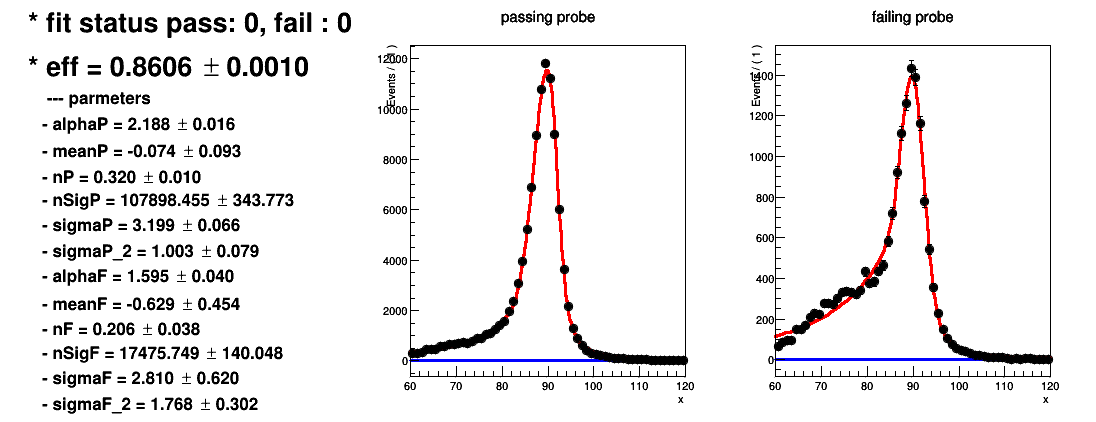 * fit status pass: 0, fail : 0
* eff = 0.8606 ± 0.0010
--- parmeters
- alphaP = 2.188 ± 0.016
- meanP = -0.074 ± 0.093
- nP = 0.320 ± 0.010
- nSigP = 107898.455 ± 343.773
- sigmaP = 3.199 ± 0.066
- sigmaP_2 = 1.003 ± 0.079
- alphaF = 1.595 ± 0.040
- meanF = -0.629 ± 0.454
- nF = 0.206 ± 0.038
- nSigF = 17475.749 ± 140.048
- sigmaF = 2.810 ± 0.620
- sigmaF_2 = 1.768 ± 0.302
passing probe
Events / ( 1 )
12000
10000
8000
6000
4000
2000
0
60 70 80 90 100 110 120
x
failing probe
Events / ( 1 )
1400
1200
1000
800
600
400
200
0
60 70 80 90 100 110 120
x